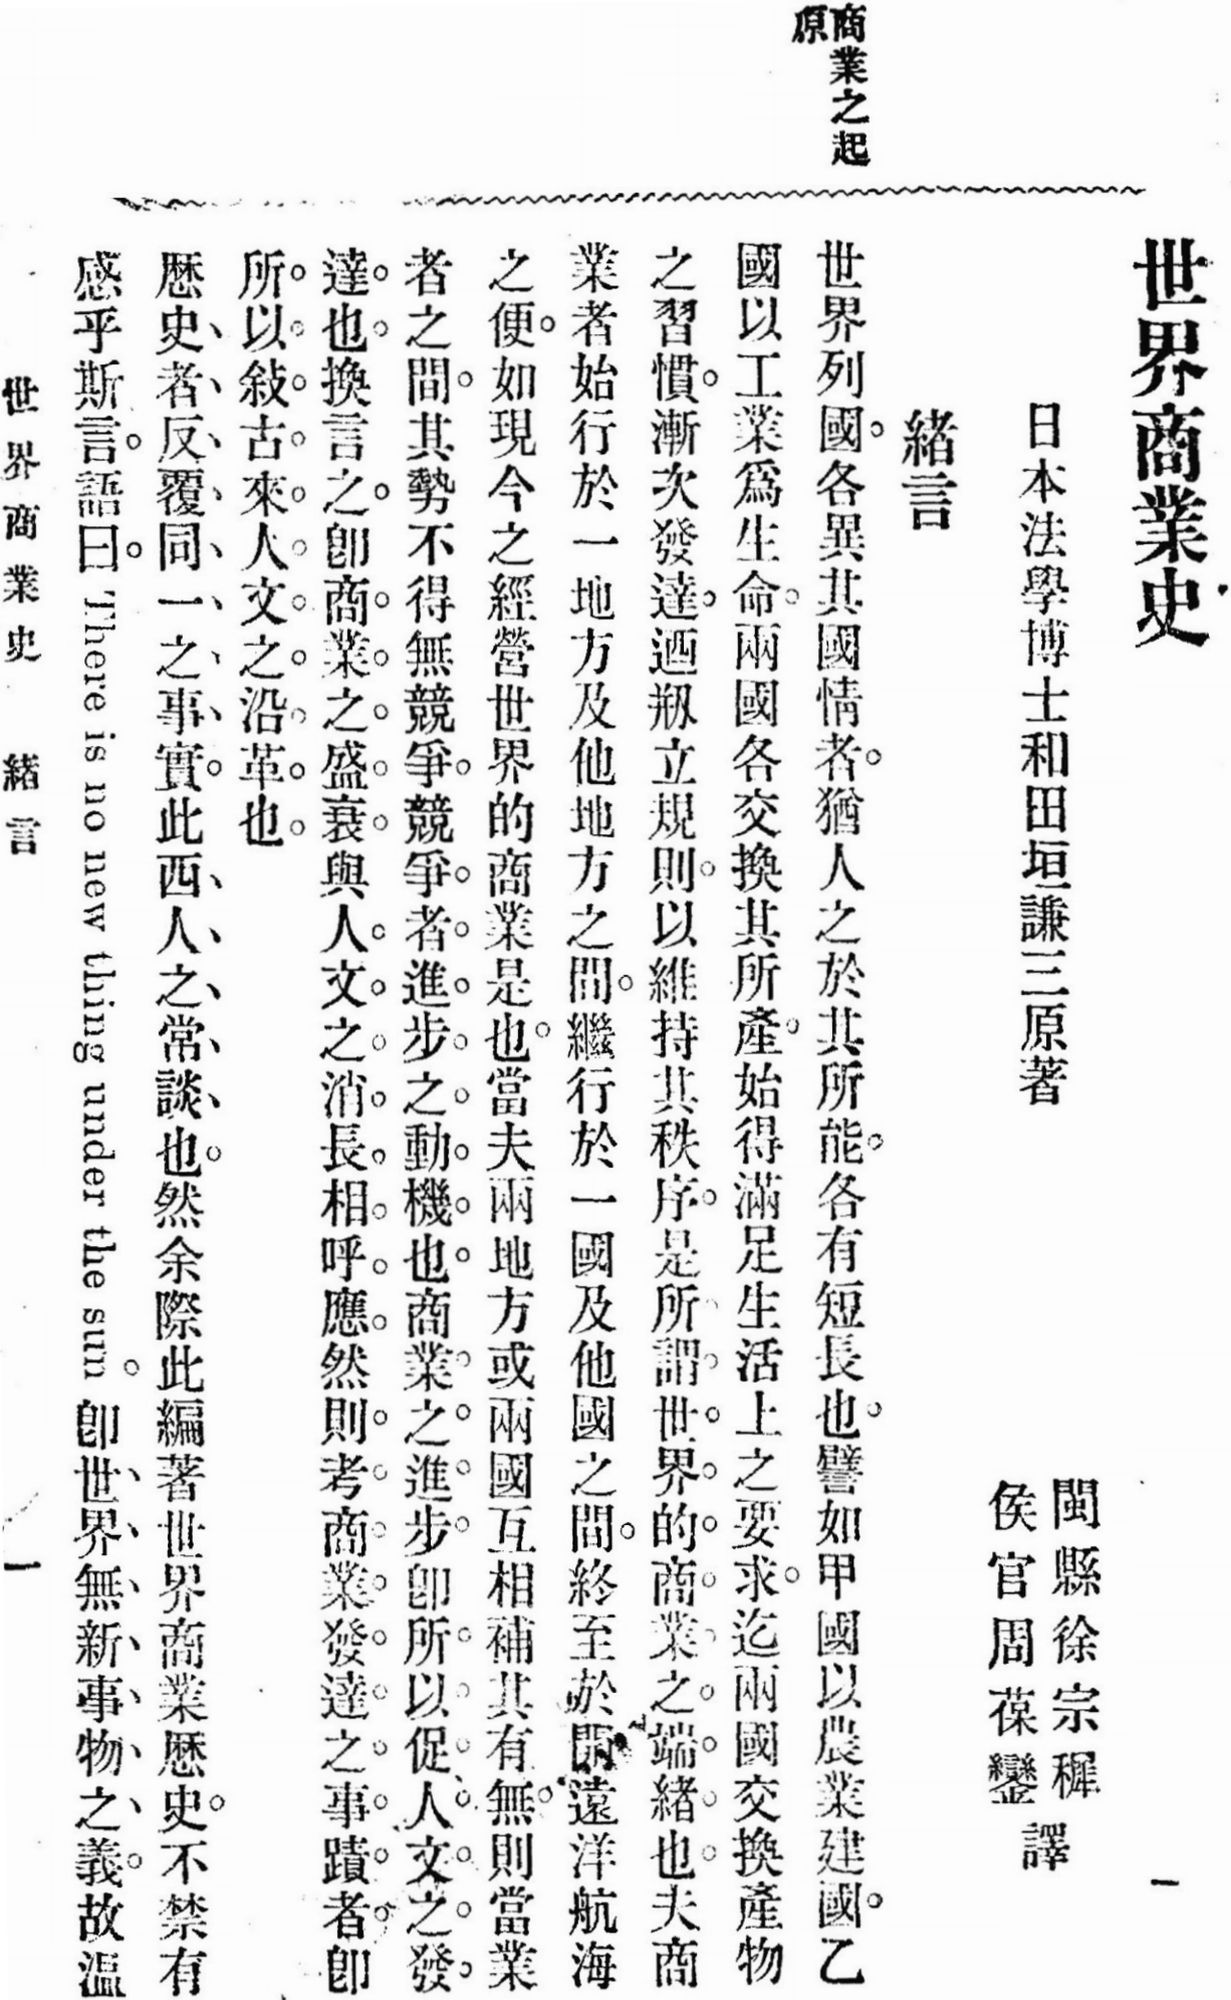 世界商業史
日本法學博士和田垣謙三原著
閩縣徐宗穉
侯官周葆鑾
譯
緒言
商業之起
原
世界列國。各異其國情者。猶人之於其所能。各有短長也。譬如甲國以農業建國。乙
國以工業爲生命。兩國各交換其所產。始得滿足生活上之要求。迄兩國交換產物
之習慣。漸次發達。迺剏立規則。以維持其秩序。是所謂世界的商業之端緒也。夫商
業者始行於一地方及他地方之間。繼行於一國及他國之間。終至於開遠洋航海
之便。如現今之經營世界的商業是也。當夫兩地方或兩國互相補其有無。則當業
者之間。其勢不得無競爭。競爭者。進步之動機也。商業之進步。卽所以促人文之發
達也。換言之。卽商業之盛衰。與人文之消長相呼應。然則考商業發達之事蹟者。卽
所以敍古來人文之沿革也。
歷史者、反覆同一之事實。此西人之常談也。然余際此編著世界商業歷史。不禁有
感乎斯言。語曰。There is no new thing under the sun。卽世界無新事物之義。故溫
世界商業史 緒言
一